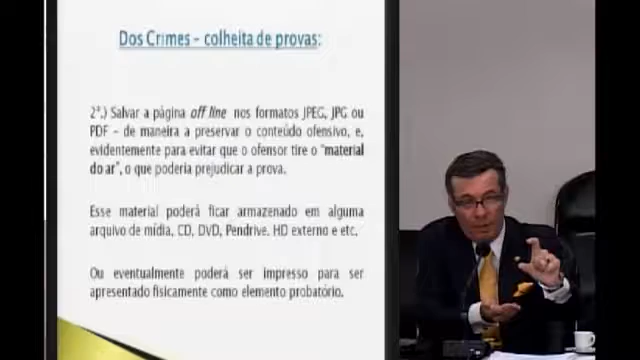 Dos Crimes – colheita de provas:
2ª.) Salvar a página off line nos formatos JPEG, JPG ou
PDF – de maneira a preservar o conteúdo ofensivo, e,
evidentemente para evitar que o ofensor tire o "material
do ar", o que poderia prejudicar a prova.
Esse material poderá ficar armazenado em alguma
arquivo de mídia, CD, DVD, Pendrive, HD externo e etc.
Ou eventualmente poderá ser impresso para ser
apresentado fisicamente como elemento probatório.